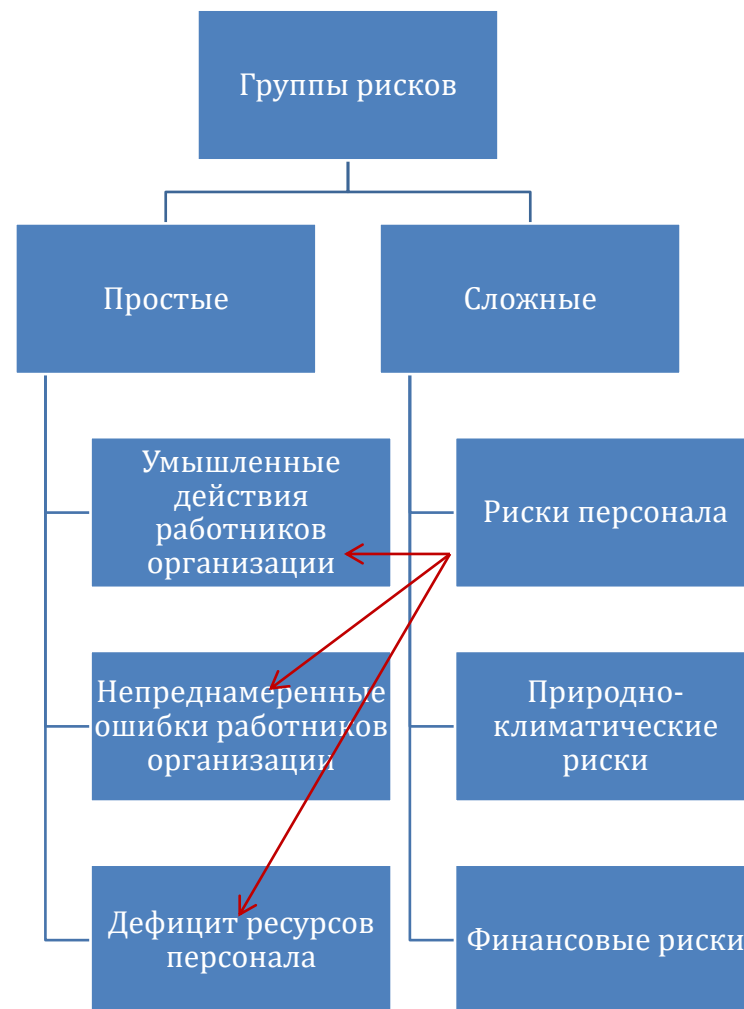 Группы рисков
Простые
Сложные
Умышленные
действия
работников
организации
Риски персонала
Непреднамеренные
ошибки работников
организации
Природно-
климатические
риски
Дефицит ресурсов
персонала
Финансовые риски